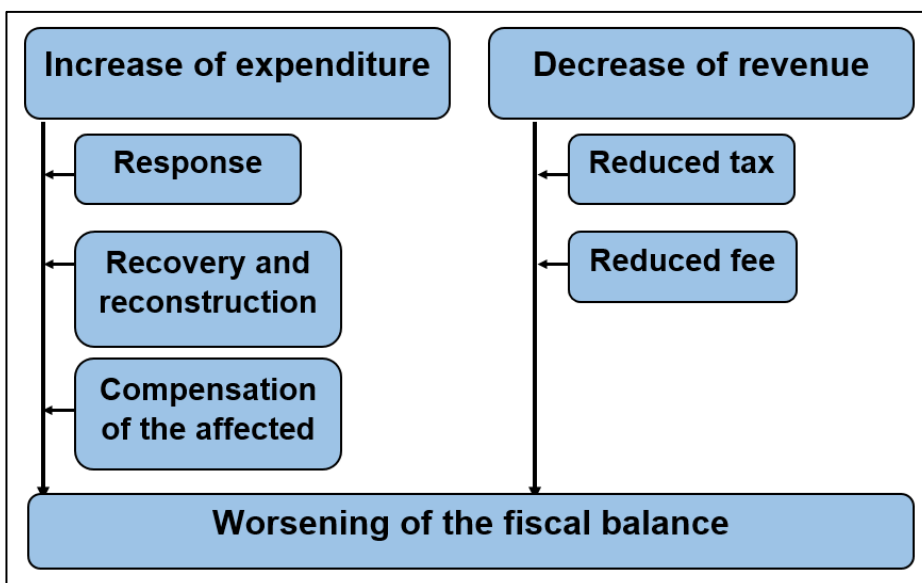 Increase of expenditure
Response
Recovery and
reconstruction
Compensation
of the affected
Decrease of revenue
Reduced tax
Reduced fee
Worsening of the fiscal balance